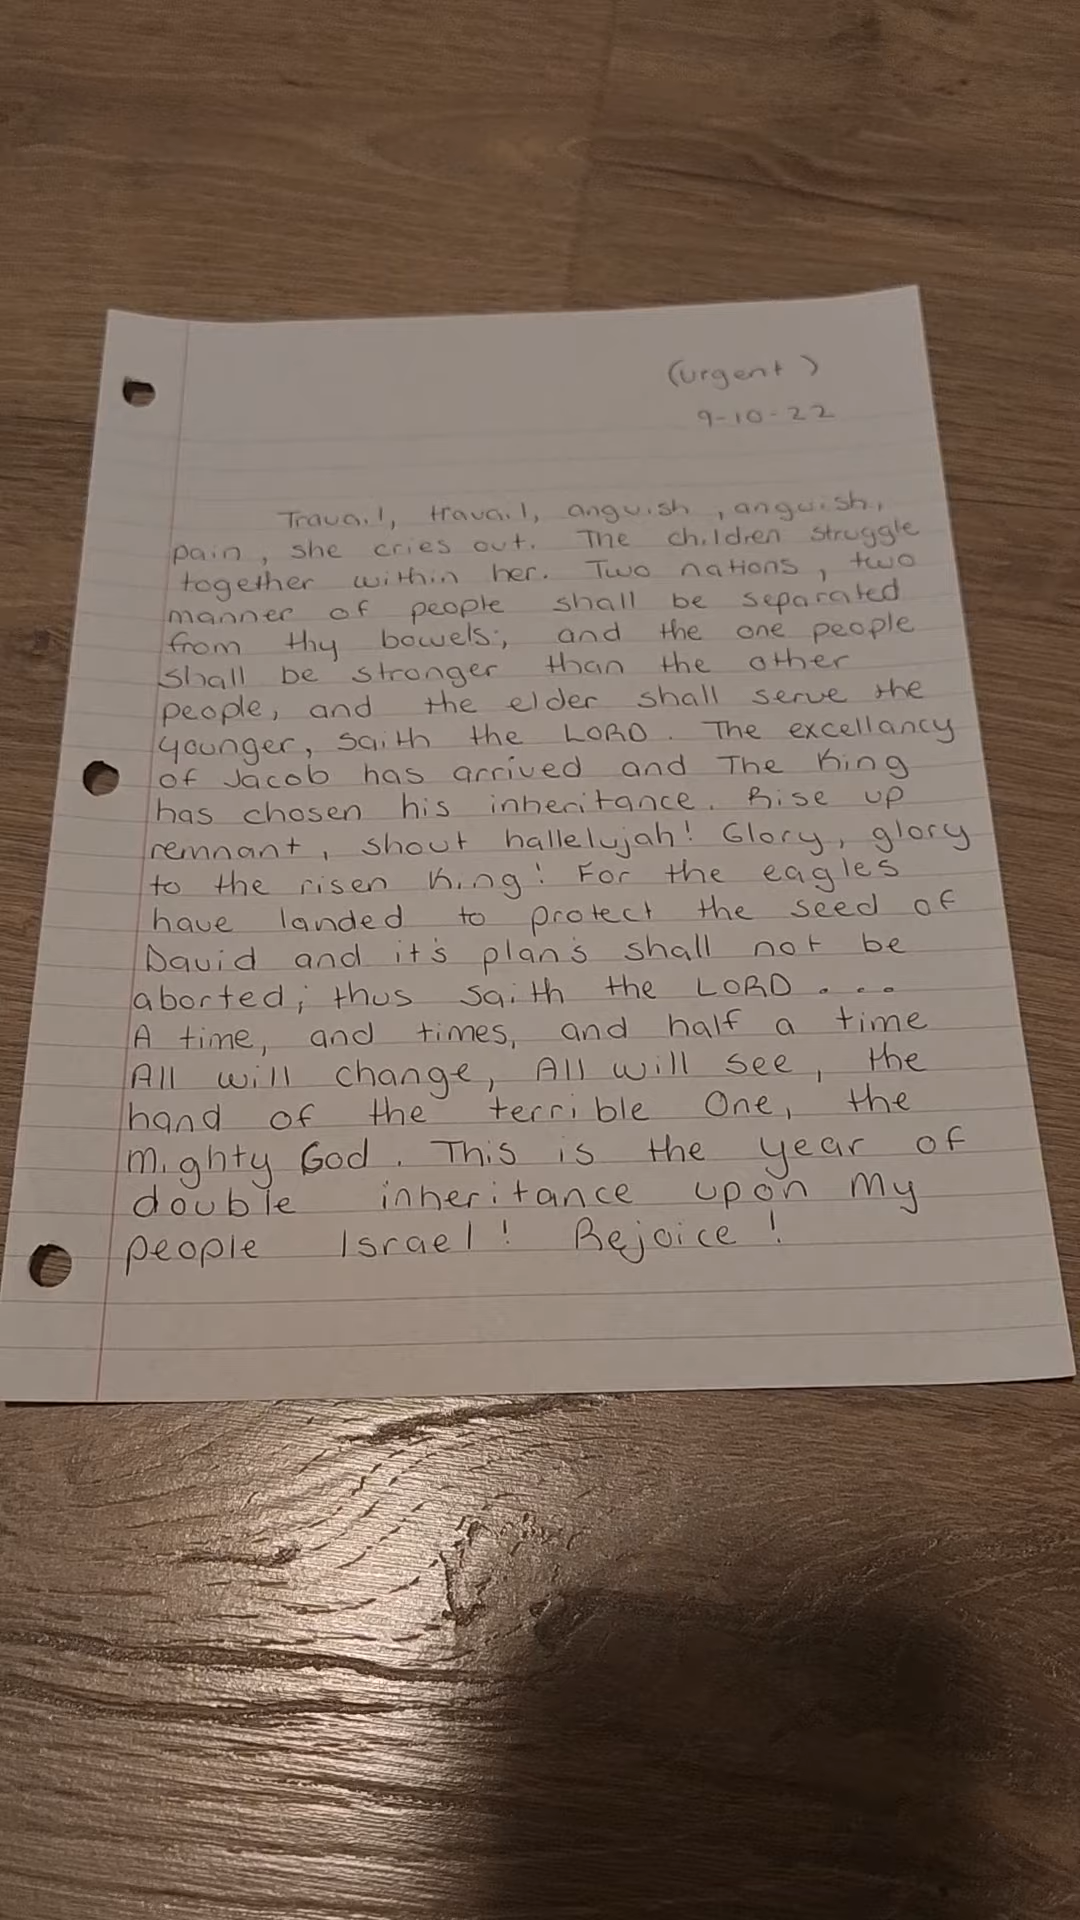 (urgent)
9-10-22
Travail, travail, anguish, anguish,
pain, she cries out. The children struggle
together within her. Two nations, two
manner of people shall be separated
from thy bowels; and the one people
shall be stronger than the other
people, and the elder shall serve the
younger, saith the LORD. The excellancy
of Jacob has arrived and The King
has chosen his inheritance. Rise up
remnant, shout hallelujah! Glory, glory
to the risen King! For the eagles
have landed to protect the seed of
David and it's plans shall not be
aborted; thus saith the LORD...
A time, and times, and half a time
All will change, All will see, the
hand of the terrible One, the
mighty God. This is the year of
double inheritance upon My
people Israel! Rejoice!